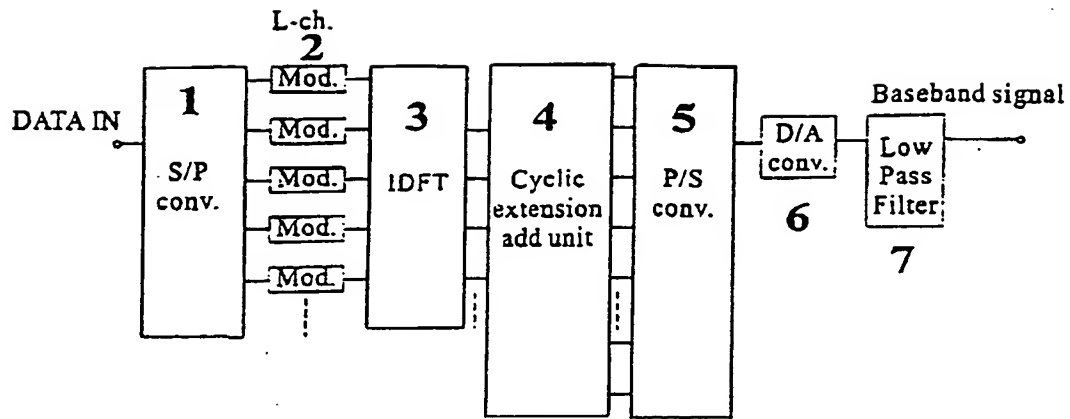 L-ch.
2
DATA IN
1
S/P
conv.
Mod.
Mod.
Mod.
Mod.
Mod.
3
IDFT
4
Cyclic
extension
add unit
5
P/S
conv.
D/A
conv.
6
Baseband signal
Low
Pass
Filter
7